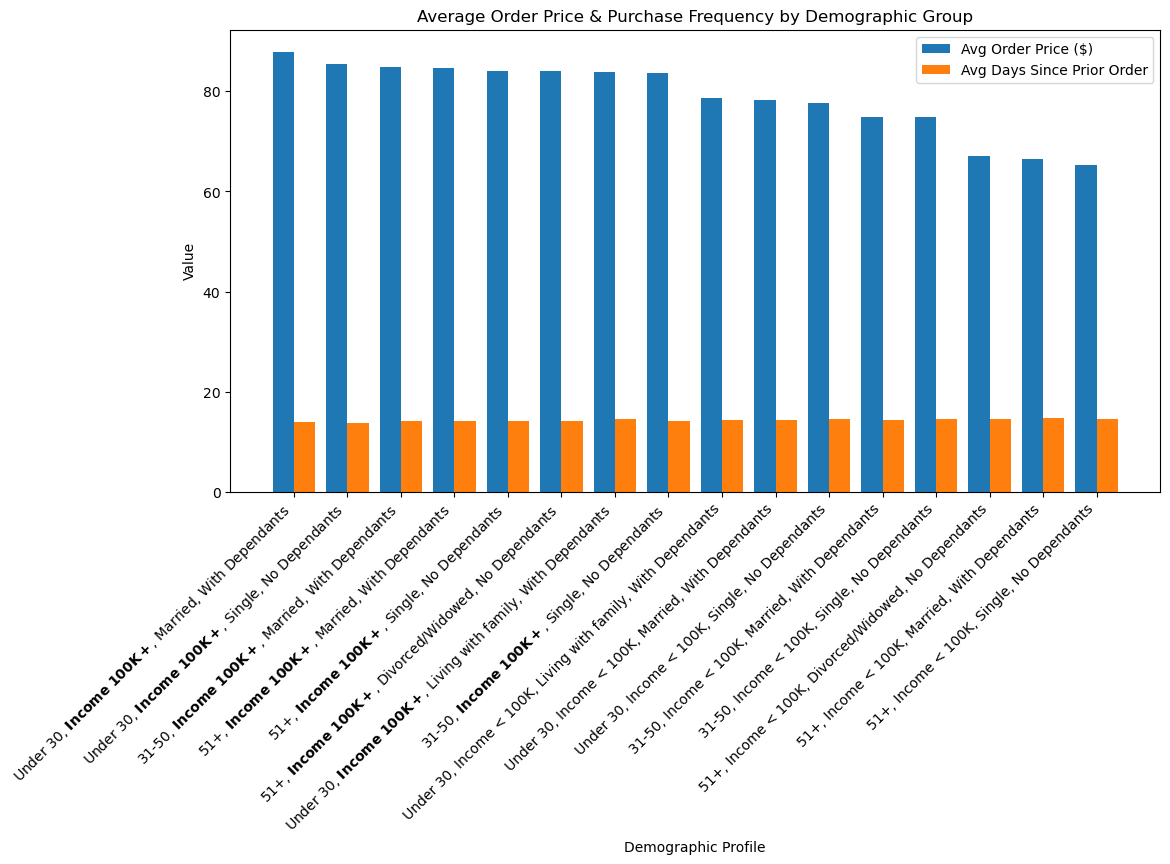 Average Order Price & Purchase Frequency by Demographic Group
Avg Order Price ($)
Avg Days Since Prior Order
Value
80
60
40
20
0
Under 30, Income 100K+, Married, With Dependants
Under 30, Income 100K+, Single, No Dependants
31-50, Income 100K+, Married, With Dependants
51+, Income 100K+, Married, With Dependants
51+, Income 100K+, Single, No Dependants
51+, Income 100K+, Divorced/Widowed, No Dependants
Under 30, Income 100K+, Living with family, With Dependants
31-50, Income 100K+, Single, No Dependants
Under 30, Income < 100K, Living with family, With Dependants
Under 30, Income < 100K, Married, With Dependants
Under 30, Income < 100K, Single, No Dependants
31-50, Income < 100K, Married, With Dependants
31-50, Income < 100K, Single, No Dependants
51+, Income < 100K, Divorced/Widowed, No Dependants
51+, Income < 100K, Married, With Dependants
51+, Income < 100K, Single, No Dependants
Demographic Profile